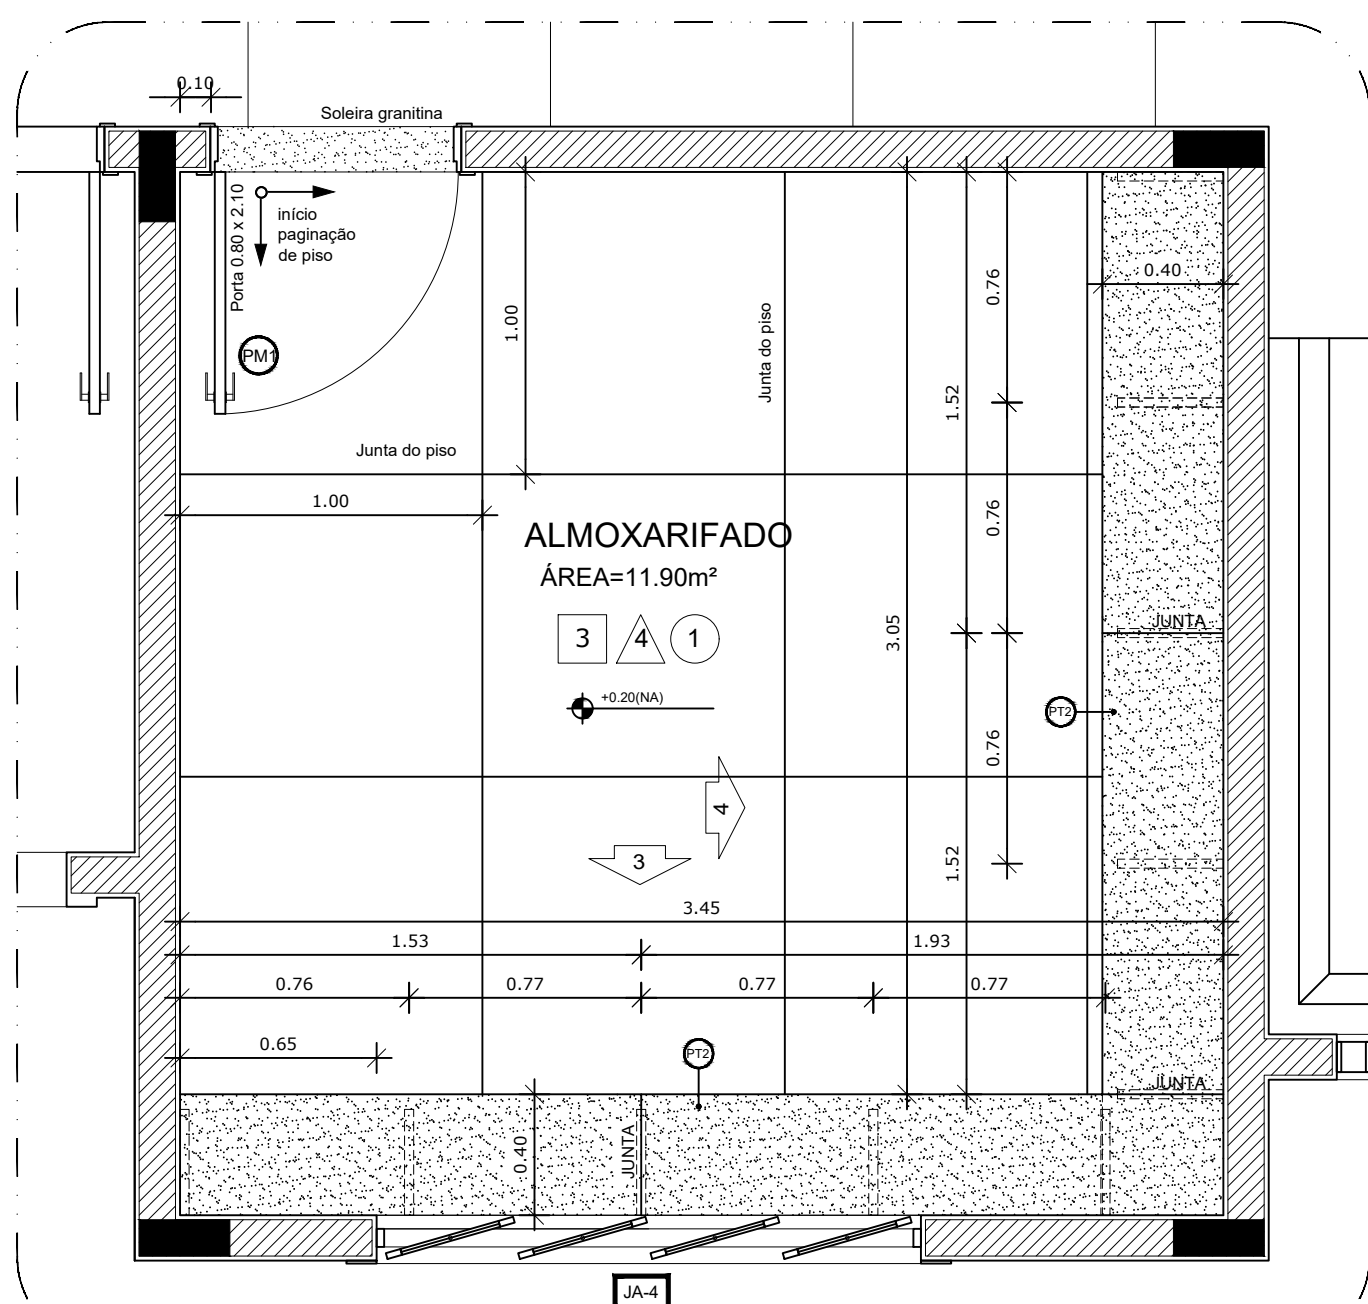 0.10
Soleira granitina
Porta 0.80 x 2.10
início
paginação
de piso
PM1
1.00
Junta do piso
0.76
0.40
1.52
Junta do piso
1.00
0.76
ALMOXARIFADO
ÁREA=11.90m²
3
4
1
3.05
JUNTA
+0.20(NA)
PT2
0.76
4
3
1.52
3.45
1.53
1.93
0.76
0.77
0.77
0.77
0.65
PT2
JUNTA
0.40
JUNTA
JA-4